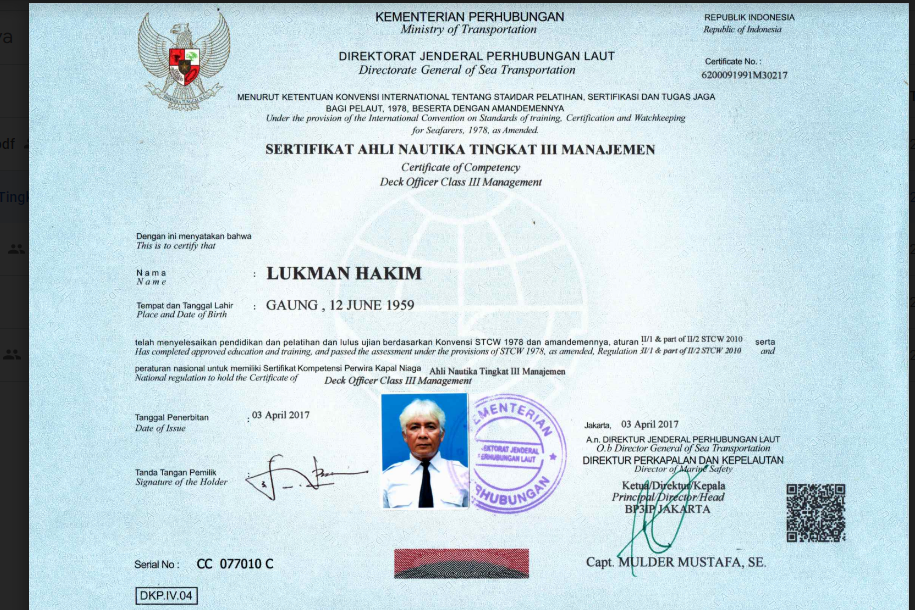 ya
KEMENTERIAN PERHUBUNGAN
Ministry of Transportation
REPUBLIK INDONESIA
Republic of Indonesia
DIREKTORAT JENDERAL PERHUBUNGAN LAUT
Directorate General of Sea Transportation
Certificate No. :
6200091991M30217
MENURUT KETENTUAN KONVENSI INTERNATIONAL TENTANG STANDAR PELATIHAN, SERTIFIKASI DAN TUGAS JAGA
BAGI PELAUT, 1978, BESERTA DENGAN AMANDEMENNYA
Under the provision of the International Convention on Standards of training, Certification and Watchkeeping
for Seafarers, 1978, as Amended.
pdf
SERTIFIKAT AHLI NAUTIKA TINGKAT III MANAJEMEN
Certificate of Competency
Deck Officer Class III Management
Tingl
Dengan ini menyatakan bahwa
This is to certify that
Nama : LUKMAN HAKIM
Name
Tempat dan Tanggal Lahir : GAUNG , 12 JUNE 1959
Place and Date of Birth
telah menyelesaikan pendidikan dan pelatihan dan lulus ujian berdasarkan Konvensi STCW 1978 dan amandemennya, aturan II/1 & part of II/2 STCW 2010 serta
Has completed approved education and training, and passed the assessment under the provisions of STCW 1978, as amended, Regulation II/1 & part of II/2 STCW 2010 and
peraturan nasional untuk memiliki Sertifikat Kompetensi Perwira Kapal Niaga Ahli Nautika Tingkat III Manajemen
National regulation to hold the Certificate of Deck Officer Class III Management
Tanggal Penerbitan : 03 April 2017
Date of Issue
Tanda Tangan Pemilik
Signature of the Holder
KEMENTERIAN
DIREKTORAT JENDERAL
PERHUBUNGAN LAUT
PERHUBUNGAN
Jakarta, 03 April 2017
A.n. DIREKTUR JENDERAL PERHUBUNGAN LAUT
O.b Director General of Sea Transportation
DIREKTUR PERKAPALAN DAN KEPELAUTAN
Director of Marine Safety
Ketua/Direktur/Kepala
Principal/Director/Head
BP3IP JAKARTA
Capt. MULDER MUSTAFA, SE.
Serial No : CC 077010 C
DKP.IV.04